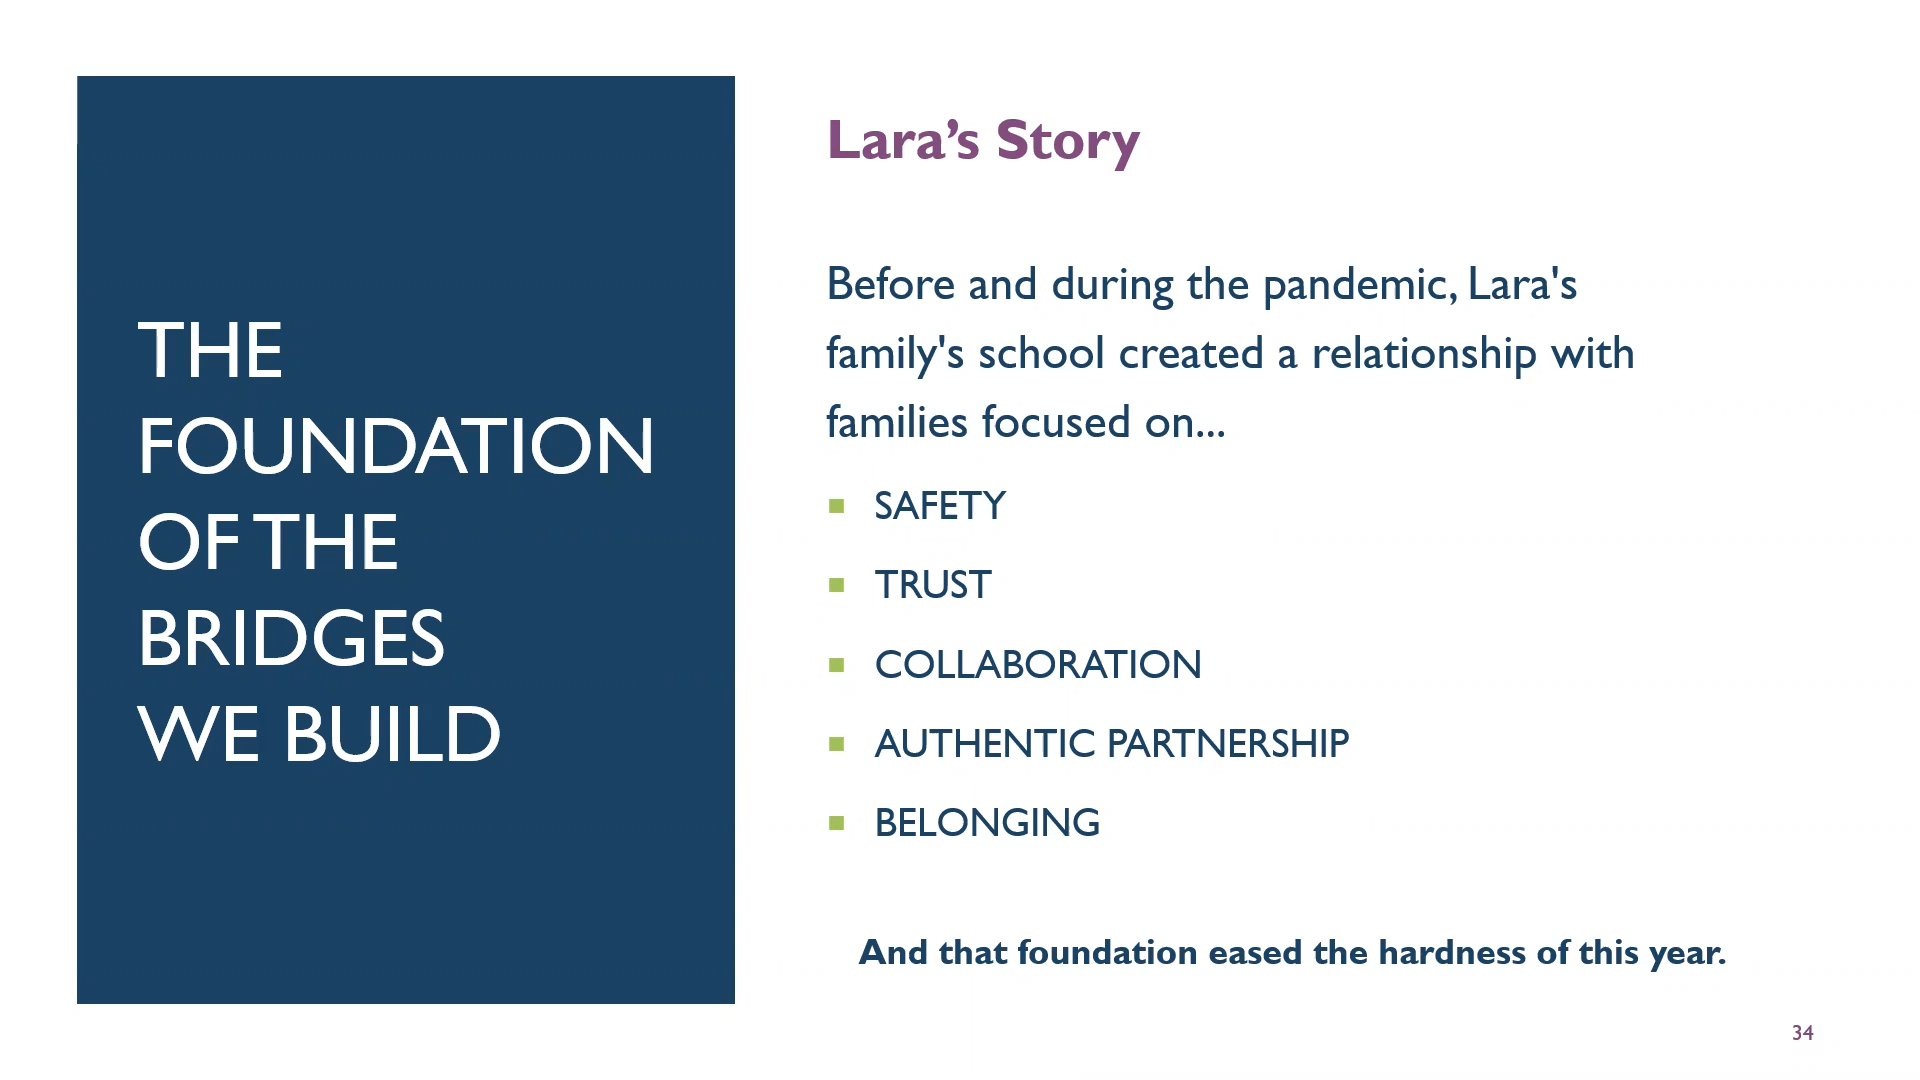 THE
FOUNDATION
OF THE
BRIDGES
WE BUILD
Lara’s Story
Before and during the pandemic, Lara's
family's school created a relationship with
families focused on...
▪ SAFETY
▪ TRUST
▪ COLLABORATION
▪ AUTHENTIC PARTNERSHIP
▪ BELONGING
And that foundation eased the hardness of this year.
34